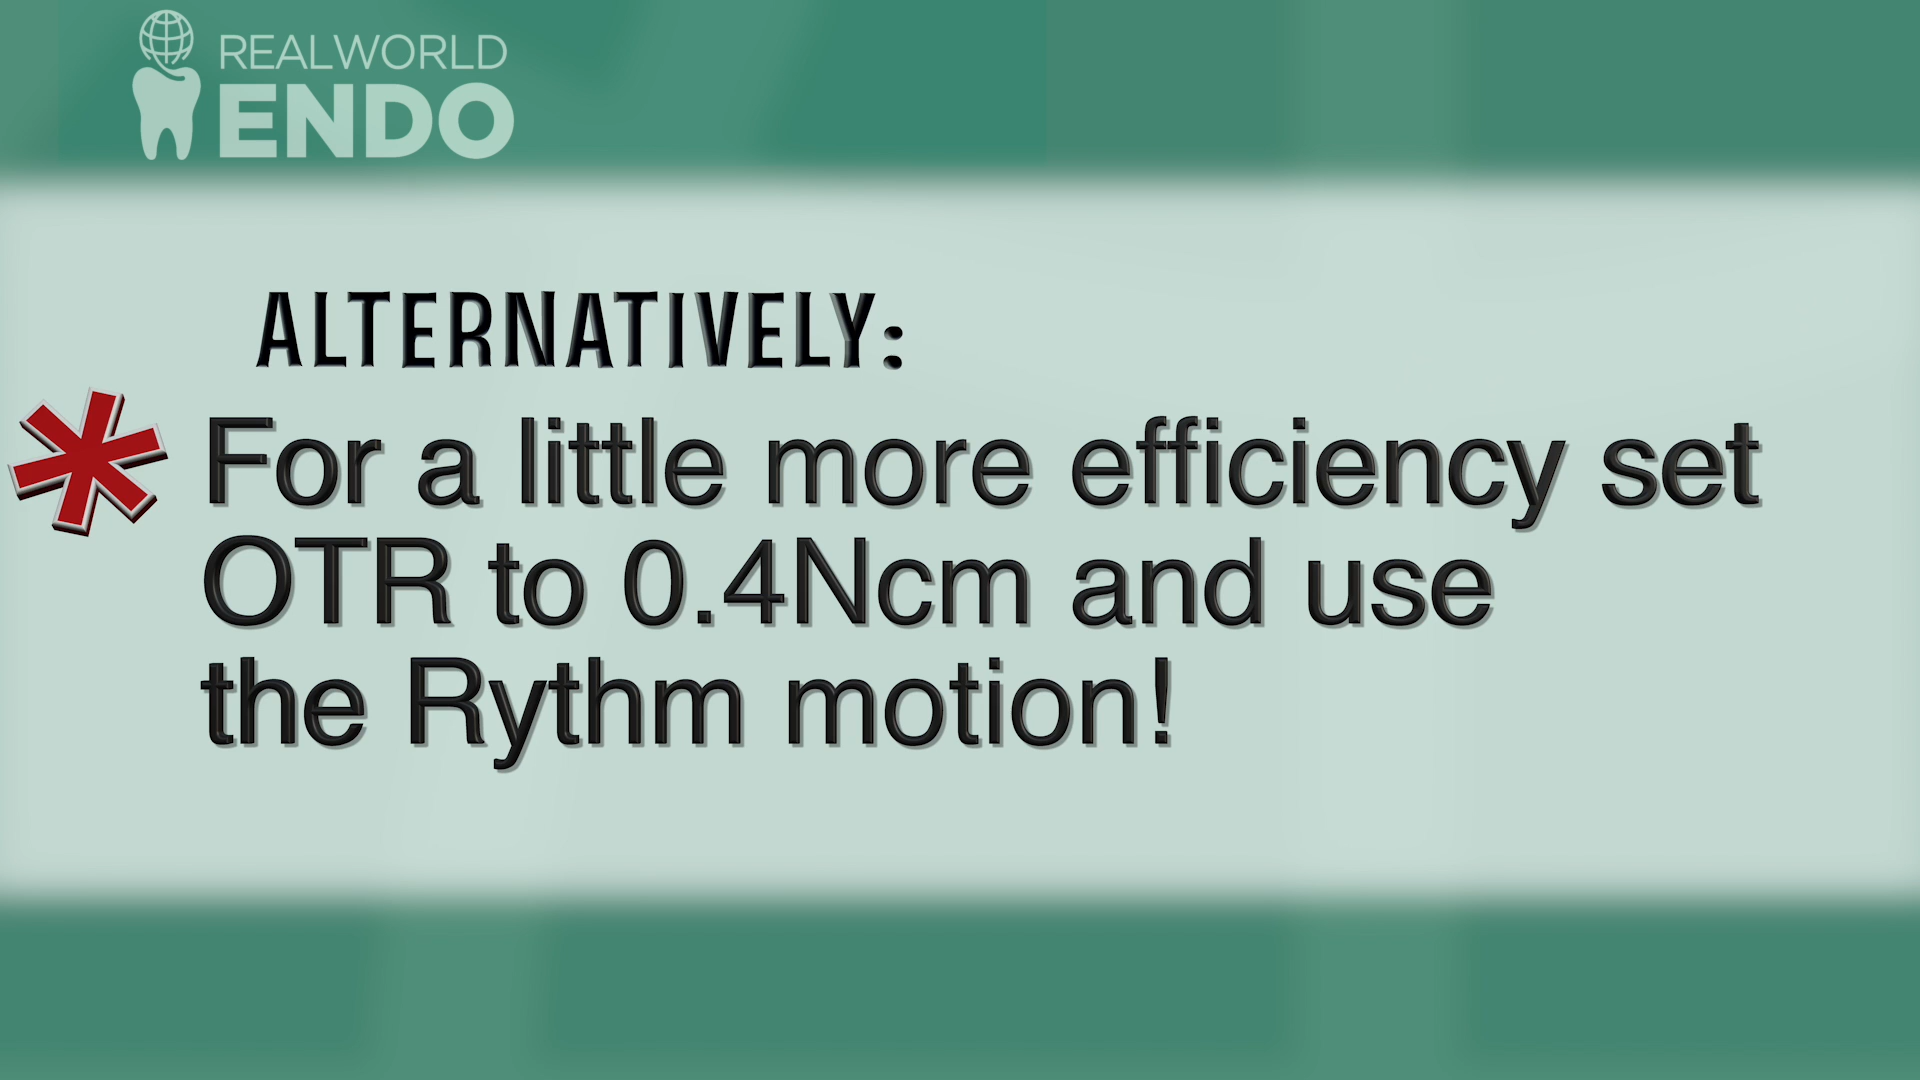 REALWORLD
ENDO
ALTERNATIVELY:
* For a little more efficiency set
OTR to 0.4Ncm and use
the Rythm motion!